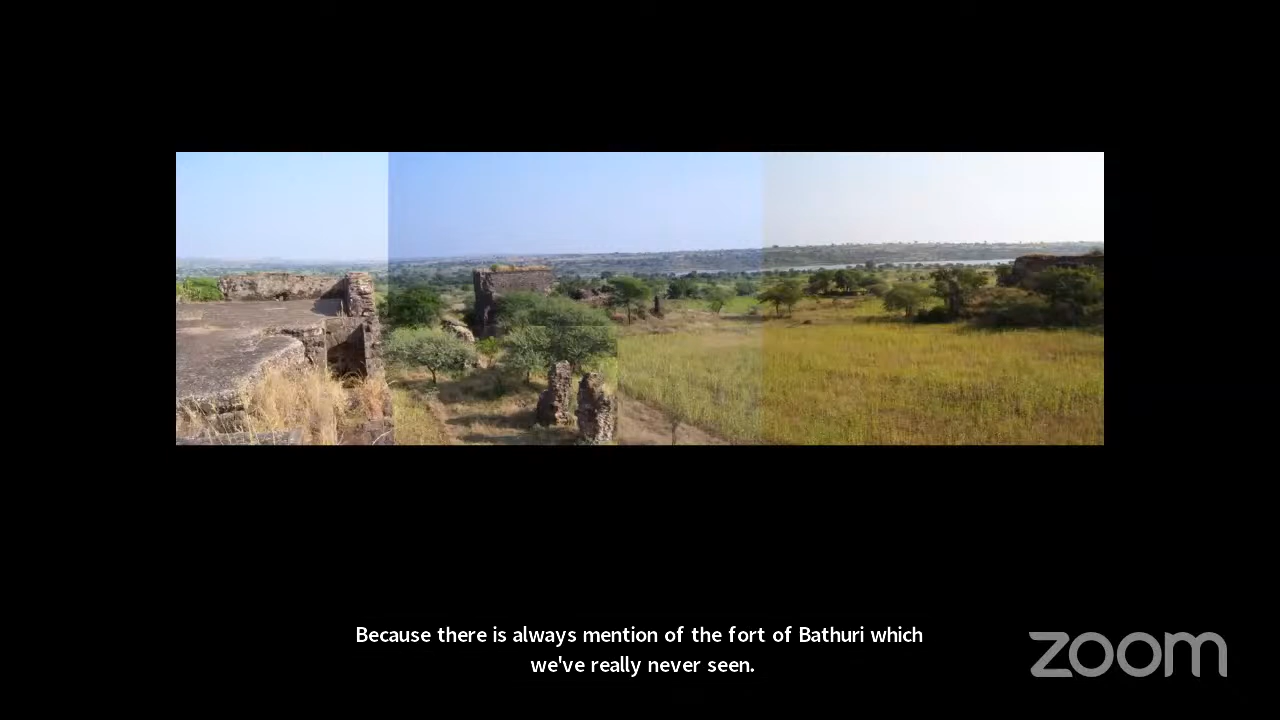 Because there is always mention of the fort of Bathuri which
we've really never seen.
zoom